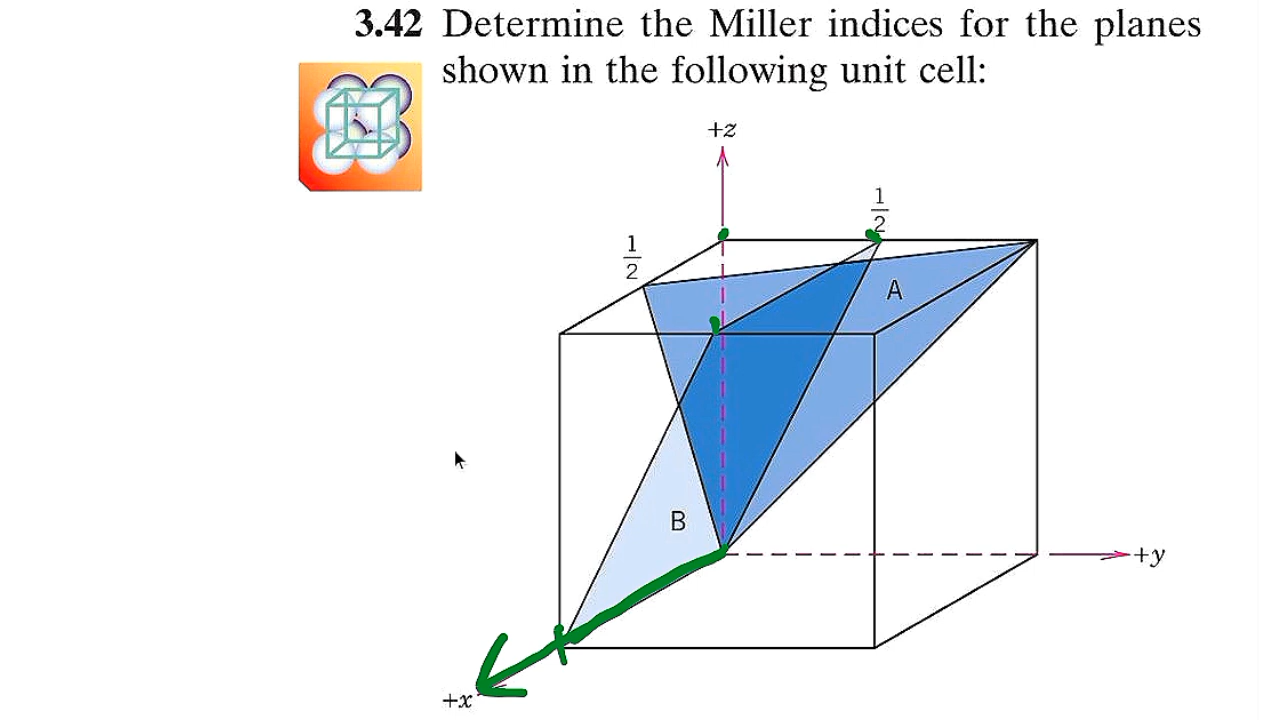 3.42 Determine the Miller indices for the planes
shown in the following unit cell:
+z
1/2
1/2
A
B
+y
+x